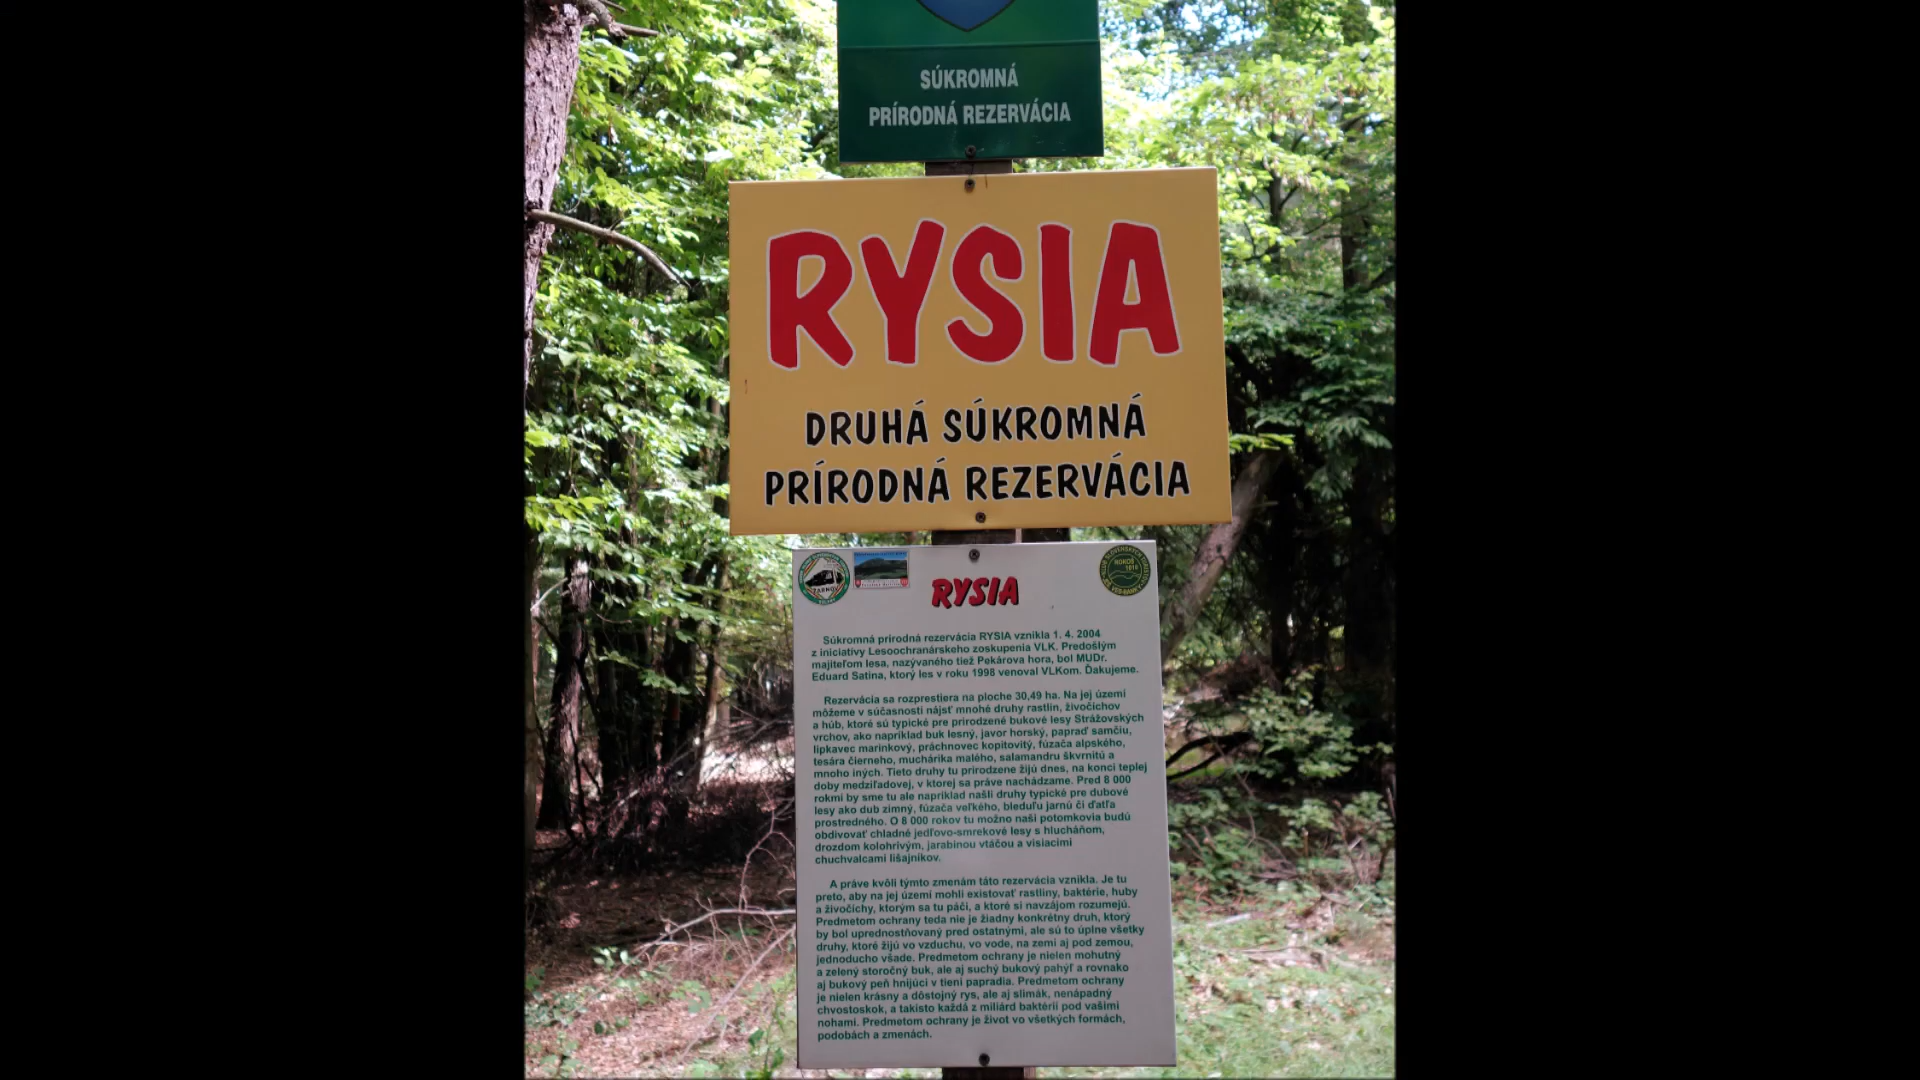 SÚKROMNÁ
PRÍRODNÁ REZERVÁCIA
RYSIA
DRUHÁ SÚKROMNÁ
PRÍRODNÁ REZERVÁCIA
RYSIA
Súkromná prírodná rezervácia RYSIA vznikla 1. 4. 2004
z iniciatívy Lesoochranárskeho zoskupenia VLK. Predošlým
majiteľom lesa, nazývaného tiež Pekárova hora, bol MUDr.
Eduard Satina, ktorý les v roku 1998 venoval VLKom. Ďakujeme.
Rezervácia sa rozprestiera na ploche 30,49 ha. Na jej území
môžeme v súčasnosti nájsť mnohé druhy rastlín, živočíchov
a húb, ktoré sú typické pre prirodzené bukové lesy Strážovských
vrchov, ako napríklad buk lesný, javor horský, papraď samčiu,
lipkavec marinkový, práchnovec kopitovitý, fúzača alpského,
tesára čierneho, muchárika malého, salamandru škvrnitú a
mnoho iných. Tieto druhy tu prirodzene žijú dnes, na konci teplej
doby medziľadovej, v ktorej sa práve nachádzame. Pred 8 000
rokmi by sme tu ale napríklad našli druhy typické pre dubové
lesy ako dub zimný, fúzača veľkého, bleduľu jarnú či ďatľa
prostredného. O 8 000 rokov tu možno naši potomkovia budú
obdivovať chladné jedľovo-smrekové lesy s hlucháňom,
drozdom kolohrivým, jarabinou vtáčou a visiacimi
chuchvalcami lišajníkov.
A práve kvôli týmto zmenám táto rezervácia vznikla. Je tu
preto, aby na jej území mohli existovať rastliny, baktérie, huby
a živočíchy, ktorým sa tu páči, a ktoré si navzájom rozumejú.
Predmetom ochrany teda nie je žiadny konkrétny druh, ktorý
by bol uprednostňovaný pred ostatnými, ale sú to úplne všetky
druhy, ktoré žijú vo vzduchu, vo vode, na zemi aj pod zemou,
jednoducho všade. Predmetom ochrany je nielen mohutný
a zelený storočný buk, ale aj suchý bukový pahýľ a rovnako
aj bukový peň hnijúci v tieni papradia. Predmetom ochrany
je nielen krásny a dôstojný rys, ale aj slimák, nenápadný
chvostoskok, a takisto každá z miliárd baktérií pod vašimi
nohami. Predmetom ochrany je život vo všetkých formách,
podobách a zmenách.